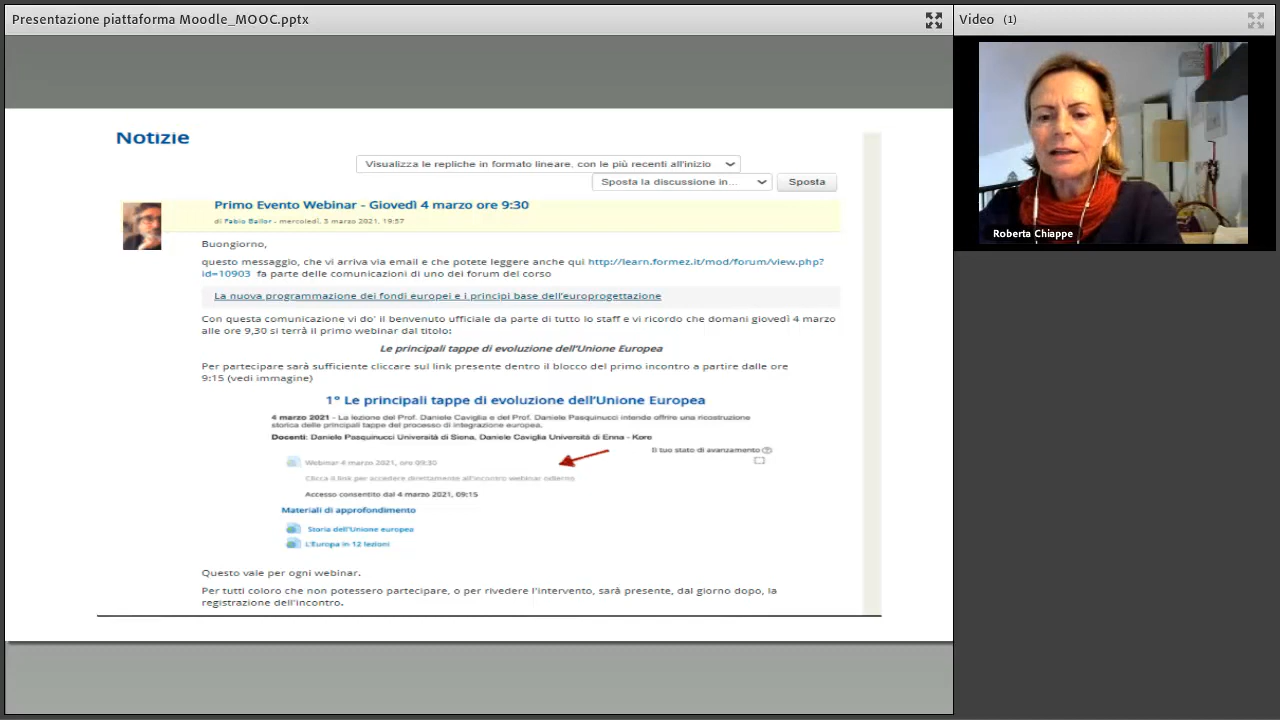 Presentazione piattaforma Moodle_MOOC.pptx
Video (1)
Roberta Chiappe
Notizie
Visualizza le repliche in formato lineare, con le più recenti all'inizio
Sposta la discussione in...
Sposta
Primo Evento Webinar - Giovedì 4 marzo ore 9:30
di Fabio Ballor - mercoledì, 3 marzo 2021, 19:57
Buongiorno,
questo messaggio, che vi arriva via email e che potete leggere anche qui http://learn.formez.it/mod/forum/view.php?
id=10903 fa parte delle comunicazioni di uno dei forum del corso
La nuova programmazione dei fondi europei e i principi base dell'europrogettazione
Con questa comunicazione vi do' il benvenuto ufficiale da parte di tutto lo staff e vi ricordo che domani giovedì 4 marzo
alle ore 9,30 si terrà il primo webinar dal titolo:
Le principali tappe di evoluzione dell'Unione Europea
Per partecipare sarà sufficiente cliccare sul link presente dentro il blocco del primo incontro a partire dalle ore
9:15 (vedi immagine)
1° Le principali tappe di evoluzione dell'Unione Europea
4 marzo 2021 - La lezione del Prof. Daniele Caviglia e del Prof. Daniele Pasquinucci intende offrire una ricostruzione
storica delle principali tappe del processo di integrazione europea.
Docenti: Daniele Pasquinucci Università di Siena, Daniele Caviglia Università di Enna - Kore
Il tuo stato di avanzamento
Webinar 4 marzo 2021, ore 09:30
Clicca il link per accedere direttamente all'incontro webinar odierno
Accesso consentito dal 4 marzo 2021, 09:15
Materiali di approfondimento
Storia dell'Unione europea
L'Europa in 12 lezioni
Questo vale per ogni webinar.
Per tutti coloro che non potessero partecipare, o per rivedere l'intervento, sarà presente, dal giorno dopo, la
registrazione dell'incontro.